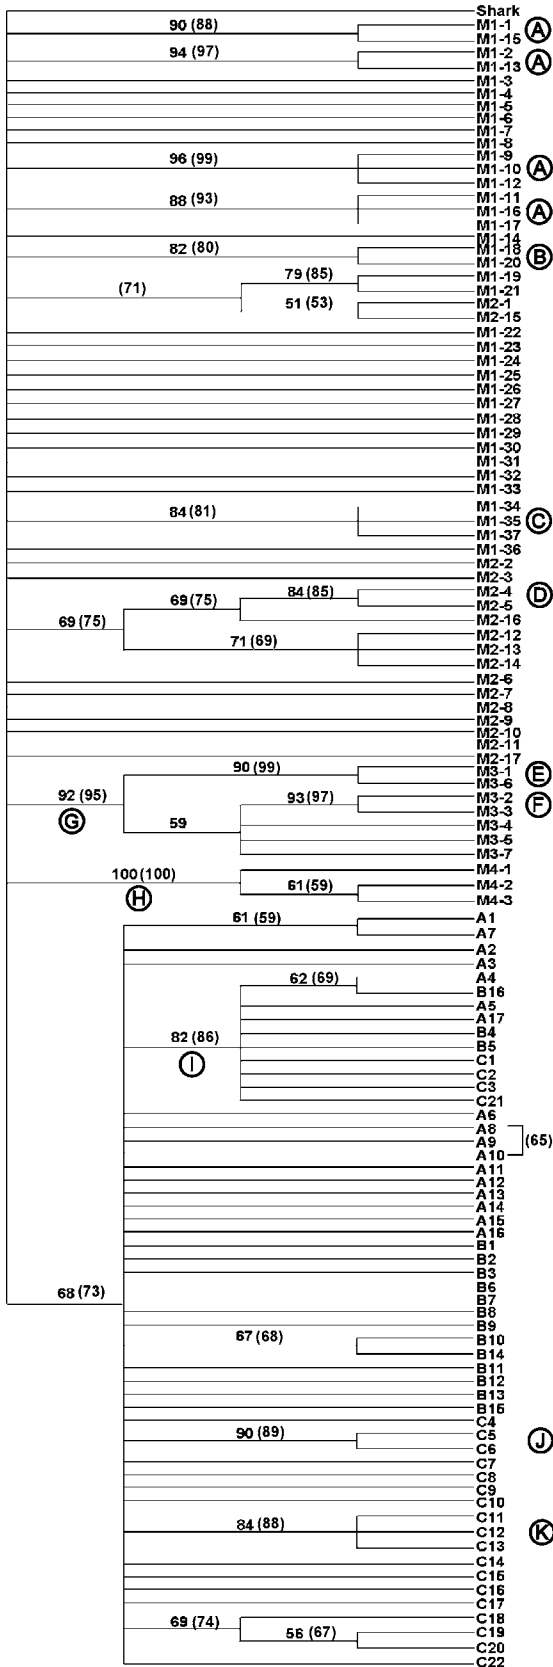 Shark
90 (88)
M1-1
M1-15
A
94 (97)
M1-2
M1-13
A
M1-3
M1-4
M1-5
M1-6
M1-7
M1-8
96 (99)
M1-9
M1-10
M1-12
A
88 (93)
M1-11
M1-16
M1-17
A
M1-14
82 (80)
M1-18
M1-20
B
(71)
79 (85)
M1-19
M1-21
51 (53)
M2-1
M2-15
M1-22
M1-23
M1-24
M1-25
M1-26
M1-27
M1-28
M1-29
M1-30
M1-31
M1-32
M1-33
84 (81)
M1-34
M1-35
M1-37
C
M1-36
M2-2
M2-3
69 (75)
69 (75)
84 (85)
M2-4
M2-5
D
M2-16
71 (69)
M2-12
M2-13
M2-14
M2-6
M2-7
M2-8
M2-9
M2-10
M2-11
M2-17
92 (95)
G
90 (99)
M3-1
M3-6
E
59
93 (97)
M3-2
M3-3
F
M3-4
M3-5
M3-7
100 (100)
H
M4-1
61 (59)
M4-2
M4-3
68 (73)
61 (59)
A1
A7
A2
A3
82 (86)
I
62 (69)
A4
B16
A5
A17
B4
B5
C1
C2
C3
C21
A6
A8
A9
A10
(65)
A11
A12
A13
A14
A15
A16
B1
B2
B3
B6
B7
B8
B9
67 (68)
B10
B14
B11
B12
B13
B15
C4
90 (89)
C5
C6
J
C7
C8
C9
C10
84 (88)
C11
C12
C13
K
C14
C15
C16
C17
69 (74)
C18
56 (67)
C19
C20
C22